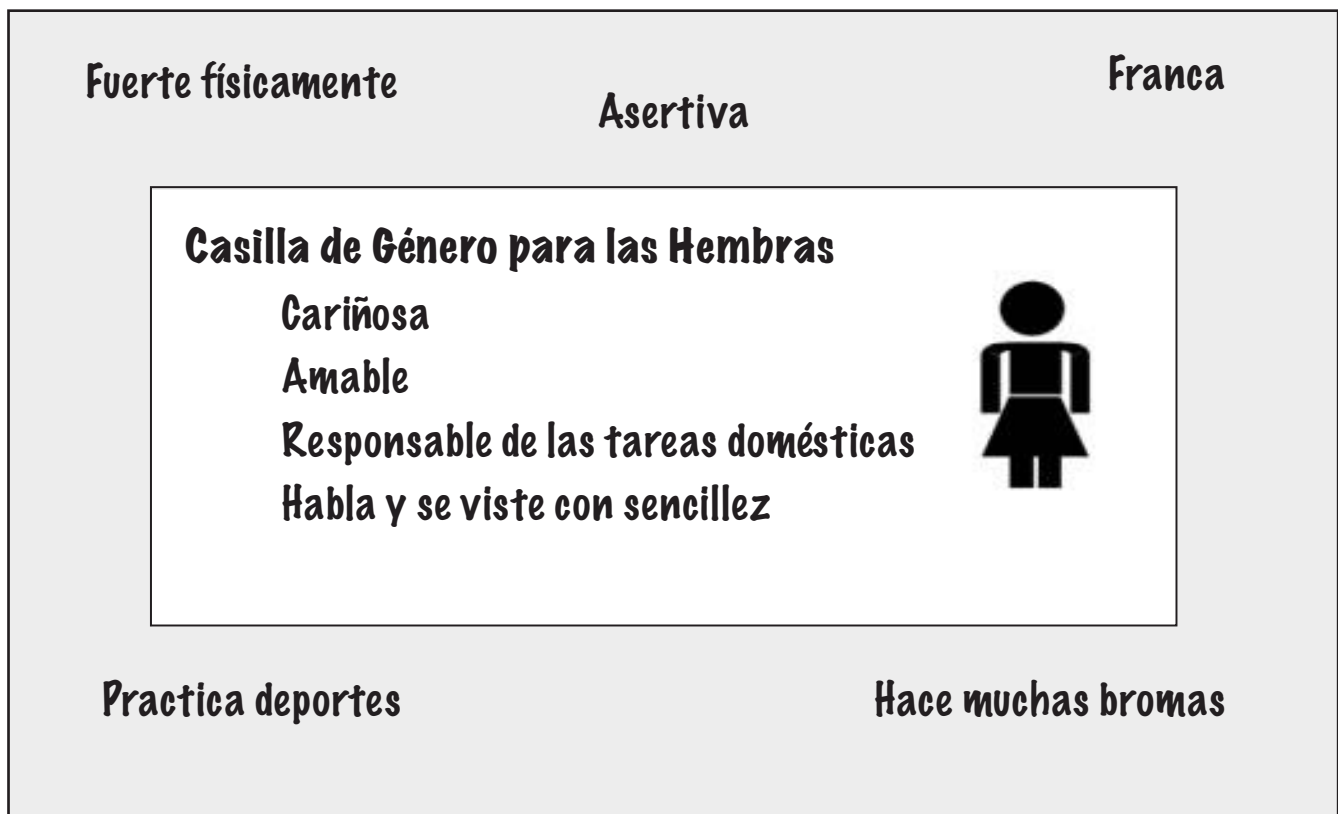 Fuerte físicamente
Asertiva
Franca
Casilla de Género para las Hembras
Cariñosa
Amable
Responsable de las tareas domésticas
Habla y se viste con sencillez
Practica deportes
Hace muchas bromas